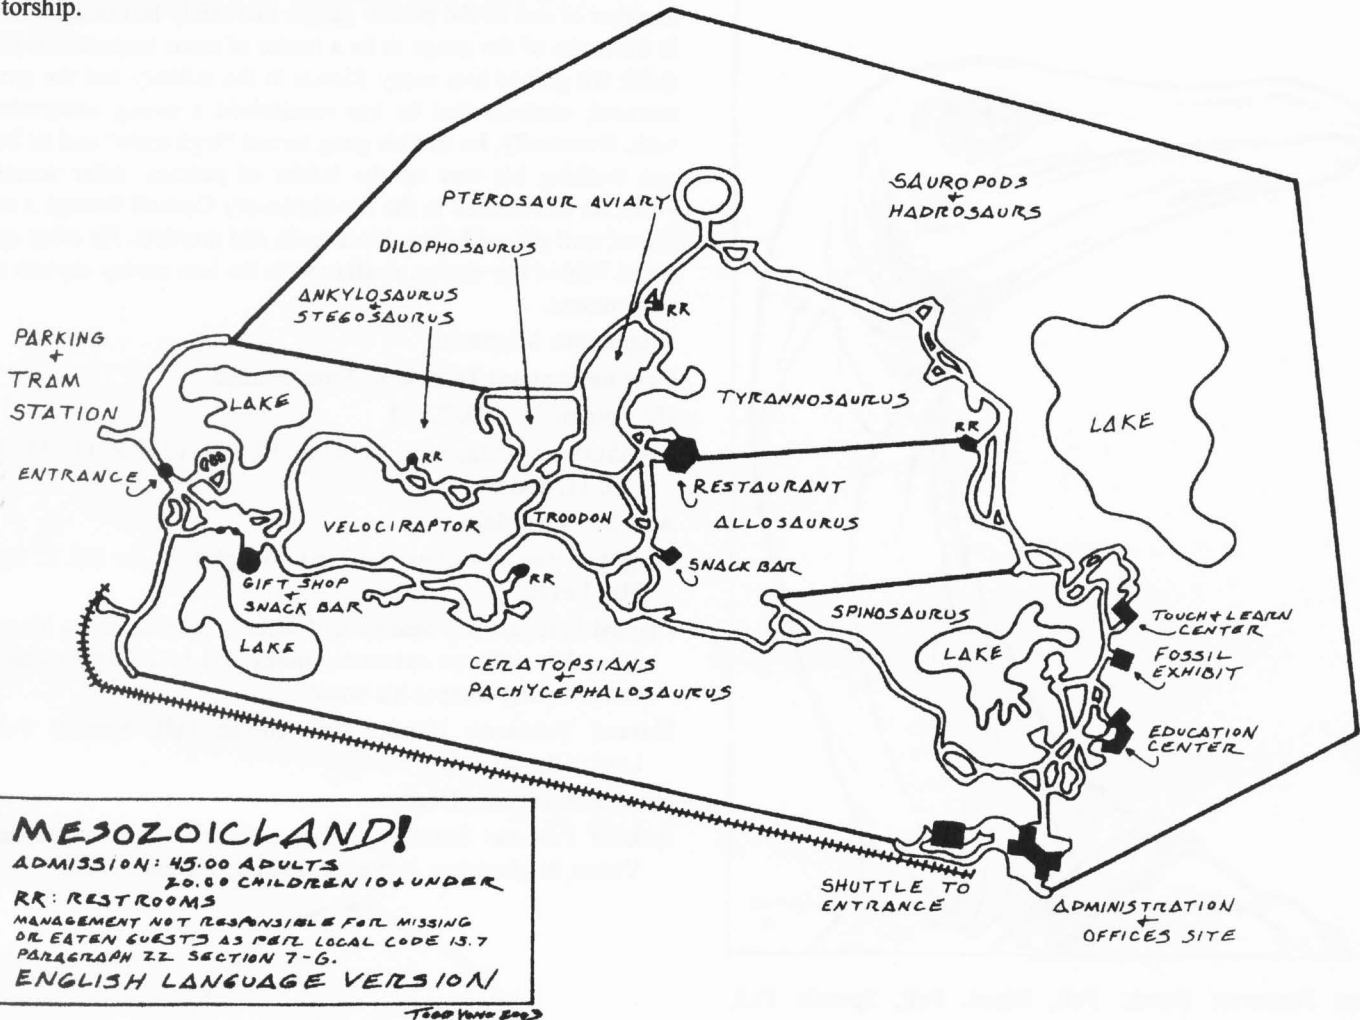 torship.
SAUROPODS
+
HADROSAURS
PTEROSAUR AVIARY
DILOPHOSAURUS
ANKYLOSAURUS
+
STEGOSAURUS
RR
PARKING
+
TRAM
STATION
LAKE
TYRANNOSAURUS
LAKE
RR
RR
ENTRANCE
RESTAURANT
VELOCIRAPTOR
TROODON
ALLOSAURUS
SNACK BAR
RR
GIFT SHOP
+
SNACK BAR
SPINOSAURUS
TOUCH & LEARN
CENTER
LAKE
LAKE
FOSSIL
EXHIBIT
CERATOPSIANS
+
PACHYCEPHALOSAURUS
EDUCATION
CENTER
MESOZOICLAND!
ADMISSION: 45.00 ADULTS
20.00 CHILDREN 10 & UNDER
RR: RESTROOMS
MANAGEMENT NOT RESPONSIBLE FOR MISSING
OR EATEN GUESTS AS PER LOCAL CODE 15.7
PARAGRAPH 22 SECTION 7-G.
ENGLISH LANGUAGE VERSION
SHUTTLE TO
ENTRANCE
ADMINISTRATION
+
OFFICES SITE
2003